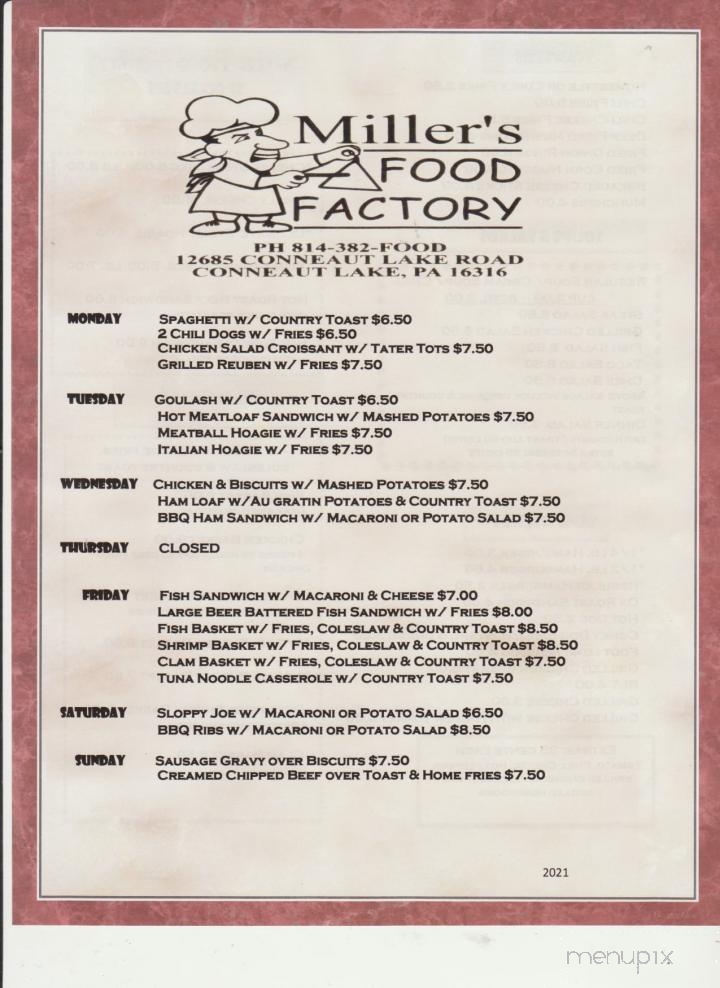 Miller's
FOOD
FACTORY
PH 814-382-FOOD
12685 CONNEAUT LAKE ROAD
CONNEAUT LAKE, PA 16316
MONDAY SPAGHETTI W/ COUNTRY TOAST $6.50
2 CHILI DOGS W/ FRIES $6.50
CHICKEN SALAD CROISSANT W/ TATER TOTS $7.50
GRILLED REUBEN W/ FRIES $7.50
TUESDAY GOULASH W/ COUNTRY TOAST $6.50
HOT MEATLOAF SANDWICH W/ MASHED POTATOES $7.50
MEATBALL HOAGIE W/ FRIES $7.50
ITALIAN HOAGIE W/ FRIES $7.50
WEDNESDAY CHICKEN & BISCUITS W/ MASHED POTATOES $7.50
HAM LOAF W/AU GRATIN POTATOES & COUNTRY TOAST $7.50
BBQ HAM SANDWICH W/ MACARONI OR POTATO SALAD $7.50
THURSDAY CLOSED
FRIDAY FISH SANDWICH W/ MACARONI & CHEESE $7.00
LARGE BEER BATTERED FISH SANDWICH W/ FRIES $8.00
FISH BASKET W/ FRIES, COLESLAW & COUNTRY TOAST $8.50
SHRIMP BASKET W/ FRIES, COLESLAW & COUNTRY TOAST $8.50
CLAM BASKET W/ FRIES, COLESLAW & COUNTRY TOAST $7.50
TUNA NOODLE CASSEROLE W/ COUNTRY TOAST $7.50
SATURDAY SLOPPY JOE W/ MACARONI OR POTATO SALAD $6.50
BBQ RIBS W/ MACARONI OR POTATO SALAD $8.50
SUNDAY SAUSAGE GRAVY OVER BISCUITS $7.50
CREAMED CHIPPED BEEF OVER TOAST & HOME FRIES $7.50
2021
menupix